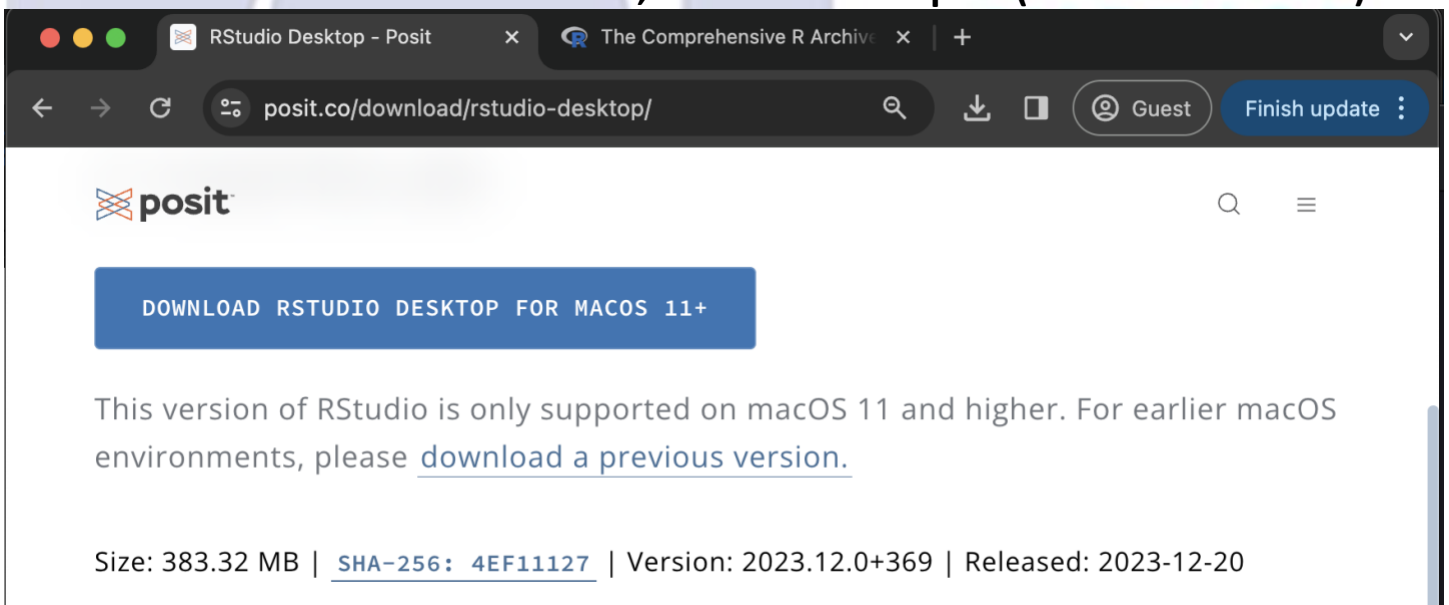 RStudio Desktop - Posit
The Comprehensive R Archive
posit.co/download/rstudio-desktop/
Guest
Finish update
posit
DOWNLOAD RSTUDIO DESKTOP FOR MACOS 11+
This version of RStudio is only supported on macOS 11 and higher. For earlier macOS
environments, please download a previous version.
Size: 383.32 MB | SHA-256: 4EF11127 | Version: 2023.12.0+369 | Released: 2023-12-20